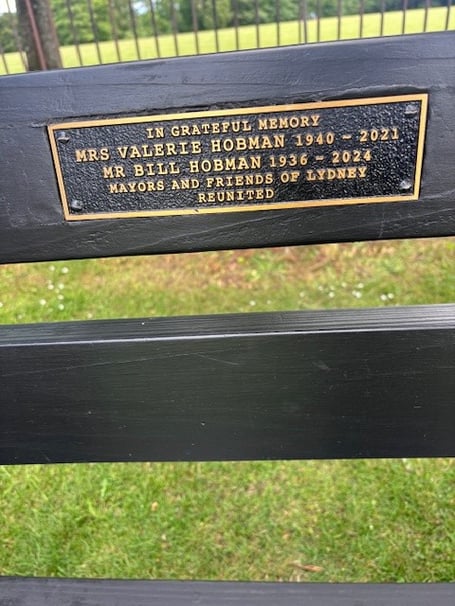 IN GRATEFUL MEMORY
MRS VALERIE HOBMAN 1940 - 2021
MR BILL HOBMAN 1936 - 2024
MAYORS AND FRIENDS OF LYDNEY
REUNITED